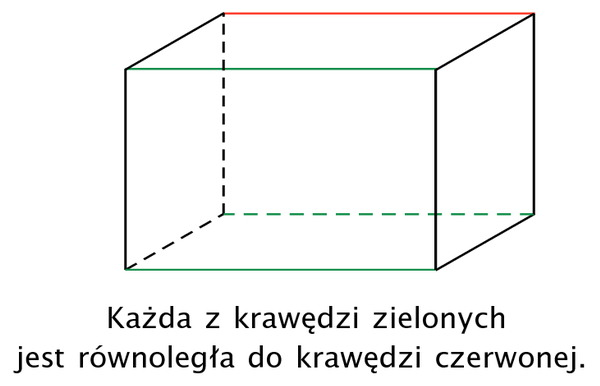 Każda z krawędzi zielonych
jest równoległa do krawędzi czerwonej.